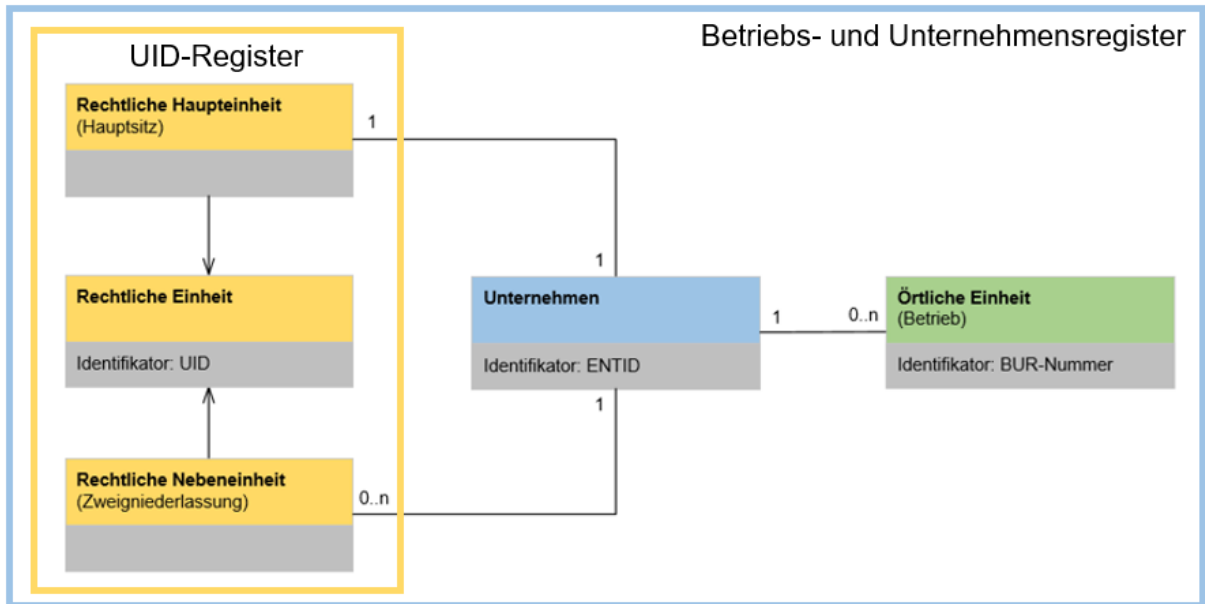 Betriebs- und Unternehmensregister
UID-Register
Rechtliche Haupteinheit
(Hauptsitz)
1
Rechtliche Einheit
Identifikator: UID
Rechtliche Nebeneinheit
(Zweigniederlassung)
0..n
1
Unternehmen
Identifikator: ENTID
1
1
0..n
Örtliche Einheit
(Betrieb)
Identifikator: BUR-Nummer